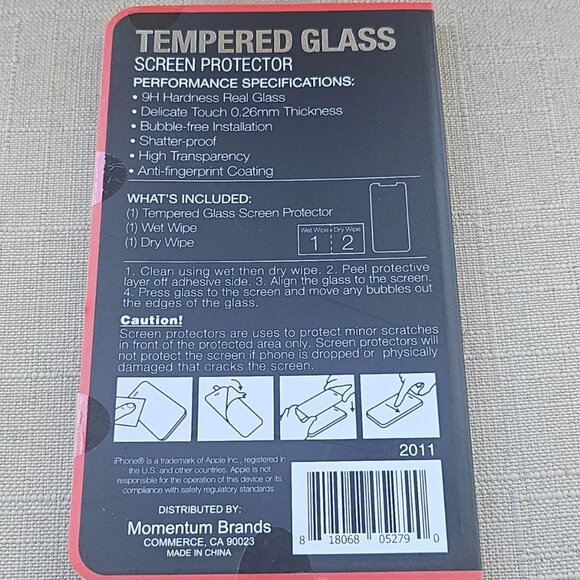 TEMPERED GLASS
SCREEN PROTECTOR
PERFORMANCE SPECIFICATIONS:
• 9H Hardness Real Glass
• Delicate Touch 0.26mm Thickness
• Bubble-free Installation
• Shatter-proof
• High Transparency
• Anti-fingerprint Coating
WHAT'S INCLUDED:
(1) Tempered Glass Screen Protector
(1) Wet Wipe
(1) Dry Wipe
Wet Wipe Dry Wipe
1 2
1. Clean using wet then dry wipe. 2. Peel protective
layer off adhesive side. 3. Align the glass to the screen.
4. Press glass to the screen and move any bubbles out
the edges of the glass.
Caution!
Screen protectors are uses to protect minor scratches
in front of the protected area only. Screen protectors will
not protect the screen if phone is dropped or physically
damaged that cracks the screen.
iPhone® is a trademark of Apple Inc., registered in
the U.S. and other countries. Apple is not
responsible for the operation of this device or its
compliance with safety regulatory standards.
2011
DISTRIBUTED BY:
Momentum Brands
COMMERCE, CA 90023
MADE IN CHINA
8 18068 05279 0